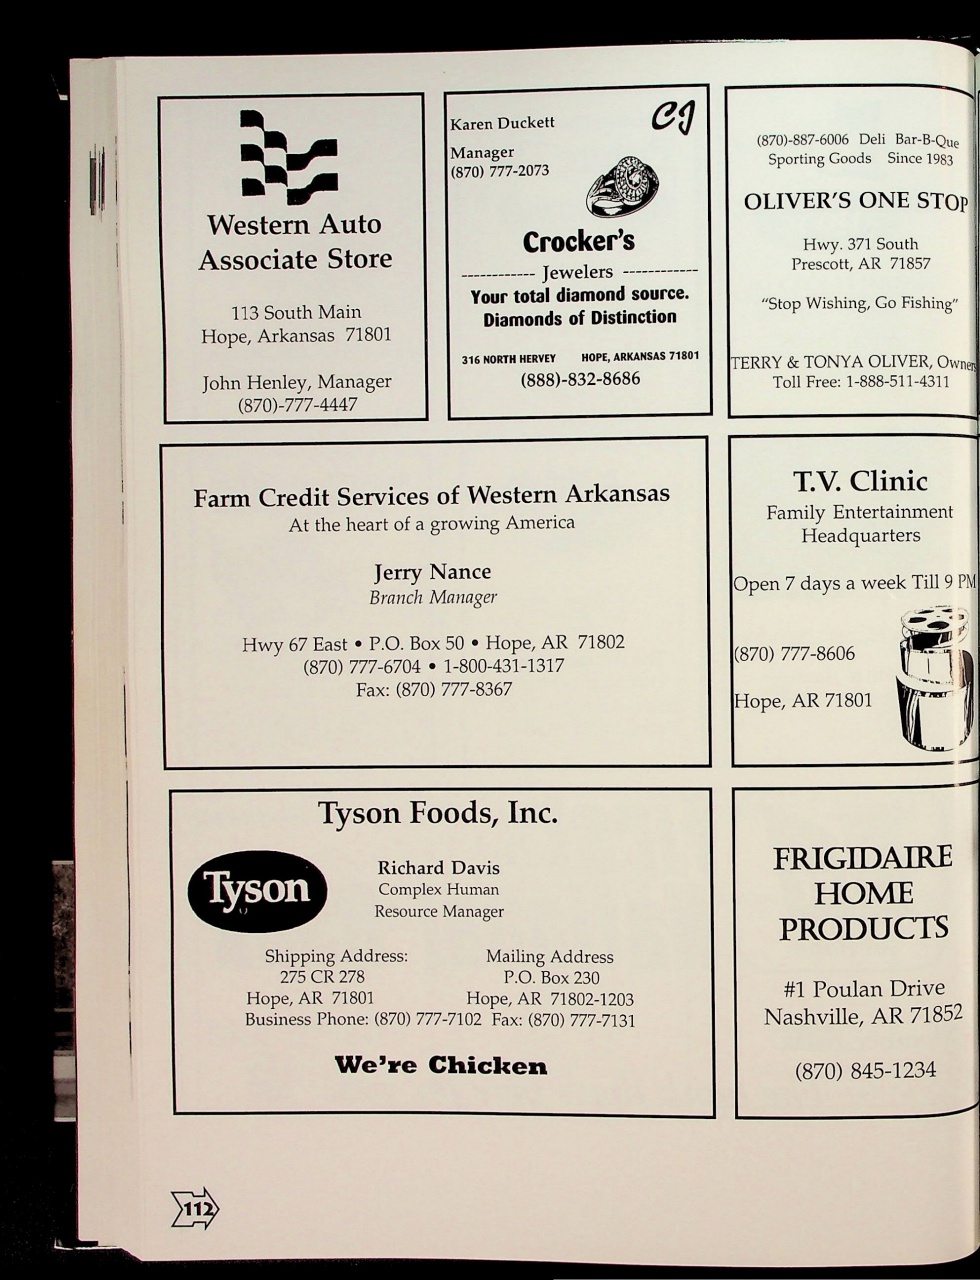 Western Auto
Associate Store
113 South Main
Hope, Arkansas 71801
John Henley, Manager
(870)-777-4447
CJ
Karen Duckett
Manager
(870) 777-2073
Crocker's
------------ Jewelers ------------
Your total diamond source.
Diamonds of Distinction
316 NORTH HERVEY HOPE, ARKANSAS 71801
(888)-832-8686
(870)-887-6006 Deli Bar-B-Que
Sporting Goods Since 1983
OLIVER'S ONE STOP
Hwy. 371 South
Prescott, AR 71857
"Stop Wishing, Go Fishing"
TERRY & TONYA OLIVER, Owners
Toll Free: 1-888-511-4311
Farm Credit Services of Western Arkansas
At the heart of a growing America
Jerry Nance
Branch Manager
Hwy 67 East • P.O. Box 50 • Hope, AR 71802
(870) 777-6704 • 1-800-431-1317
Fax: (870) 777-8367
T.V. Clinic
Family Entertainment
Headquarters
Open 7 days a week Till 9 PM
(870) 777-8606
Hope, AR 71801
Tyson Foods, Inc.
Tyson
Richard Davis
Complex Human
Resource Manager
Shipping Address: Mailing Address
275 CR 278 P.O. Box 230
Hope, AR 71801 Hope, AR 71802-1203
Business Phone: (870) 777-7102 Fax: (870) 777-7131
We're Chicken
FRIGIDAIRE
HOME
PRODUCTS
#1 Poulan Drive
Nashville, AR 71852
(870) 845-1234
112